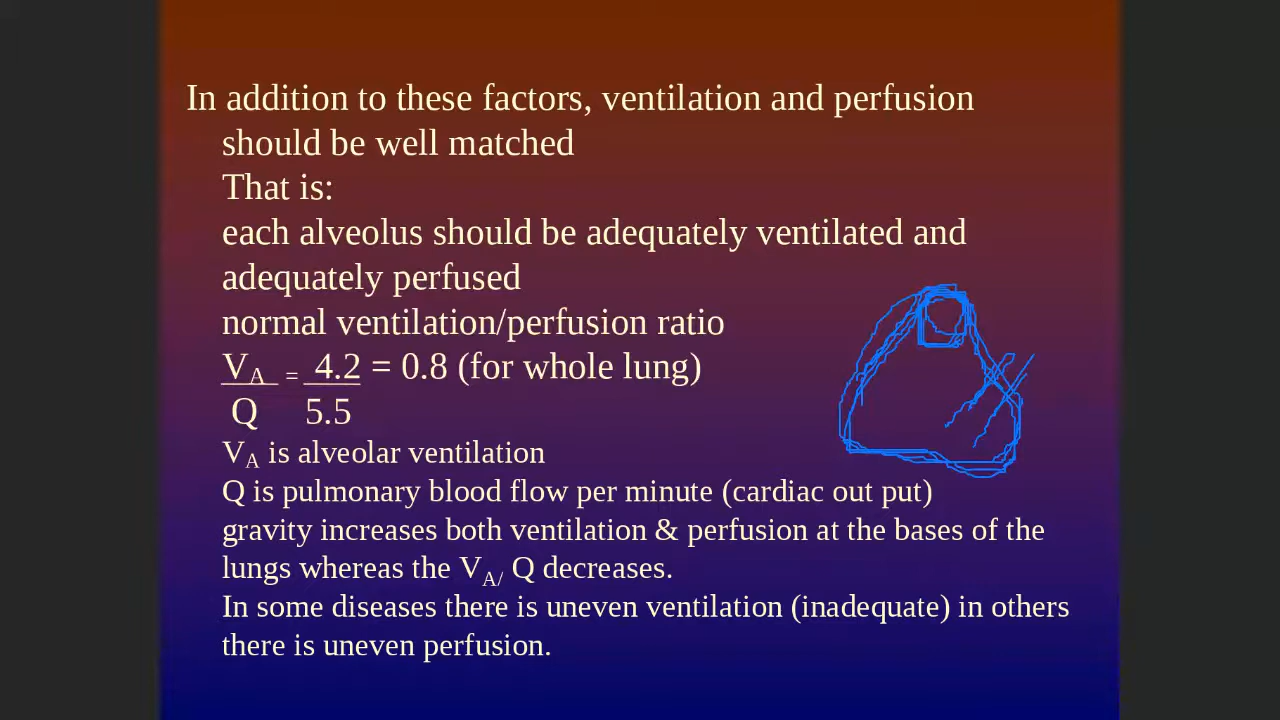 In addition to these factors, ventilation and perfusion
should be well matched
That is:
each alveolus should be adequately ventilated and
adequately perfused
normal ventilation/perfusion ratio
VA = 4.2 = 0.8 (for whole lung)
Q 5.5
VA is alveolar ventilation
Q is pulmonary blood flow per minute (cardiac out put)
gravity increases both ventilation & perfusion at the bases of the
lungs whereas the VA/ Q decreases.
In some diseases there is uneven ventilation (inadequate) in others
there is uneven perfusion.